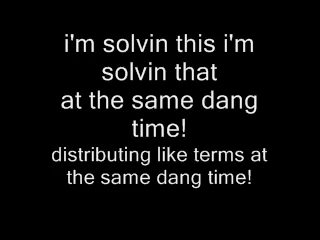 i'm solvin this i'm
solvin that
at the same dang
time!
distributing like terms at
the same dang time!